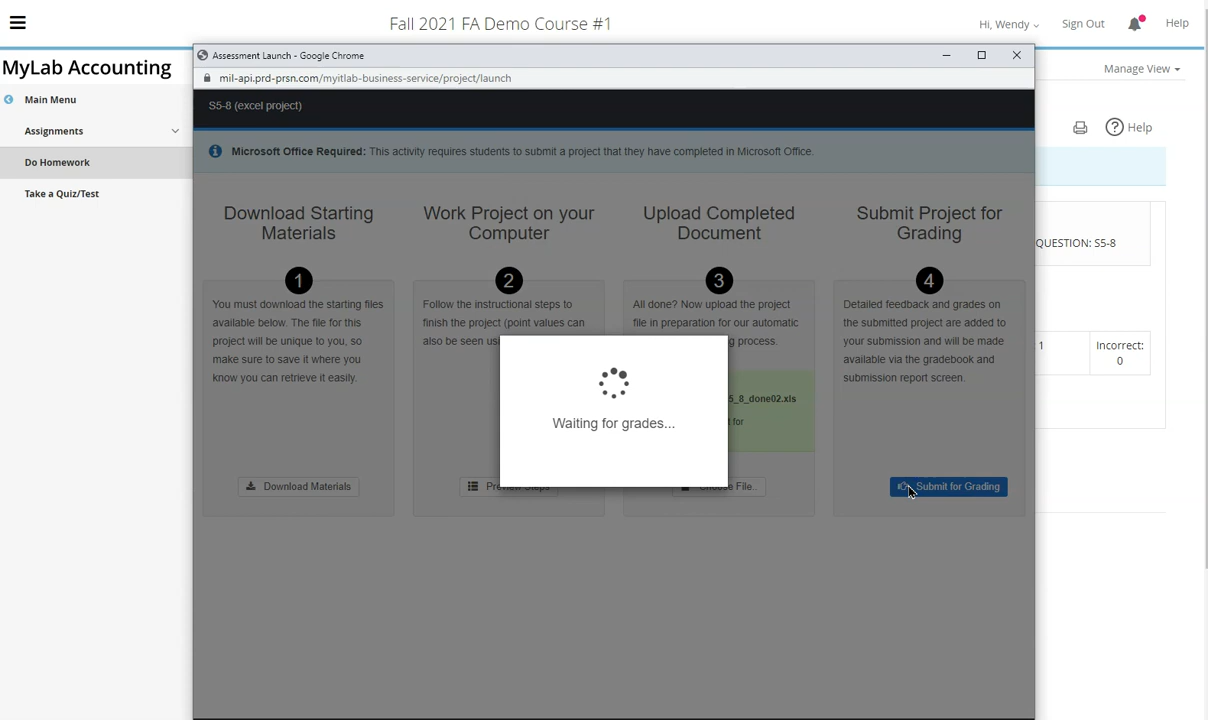 Fall 2021 FA Demo Course #1
Hi, Wendy
Sign Out
Help
MyLab Accounting
Main Menu
Assignments
Do Homework
Take a Quiz/Test
Manage View
Help
QUESTION: S5-8
1
Incorrect:
0
Assessment Launch - Google Chrome
mil-api.prd-prsn.com/myitlab-business-service/project/launch
S5-8 (excel project)
Microsoft Office Required: This activity requires students to submit a project that they have completed in Microsoft Office.
Download Starting
Materials
1
You must download the starting files
available below. The file for this
project will be unique to you, so
make sure to save it where you
know you can retrieve it easily.
Download Materials
Work Project on your
Computer
2
Follow the instructional steps to
finish the project (point values can
also be seen
Upload Completed
Document
3
All done? Now upload the project
file in preparation for our automatic
process.
5_8_done02.xls
for
File..
Submit Project for
Grading
4
Detailed feedback and grades on
the submitted project are added to
your submission and will be made
available via the gradebook and
submission report screen.
Submit for Grading
Waiting for grades...